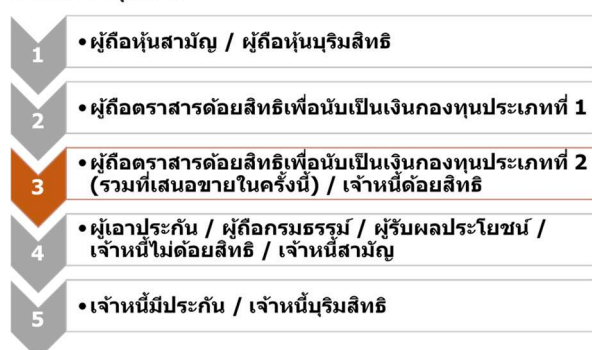 1
•ผู้ถือหุ้นสามัญ / ผู้ถือหุ้นบุริมสิทธิ
2
•ผู้ถือตราสารด้อยสิทธิเพื่อนับเป็นเงินกองทุนประเภทที่ 1
3
•ผู้ถือตราสารด้อยสิทธิเพื่อนับเป็นเงินกองทุนประเภทที่ 2
(รวมที่เสนอขายในครั้งนี้) / เจ้าหนี้ด้อยสิทธิ
4
•ผู้เอาประกัน / ผู้ถือกรมธรรม์ / ผู้รับผลประโยชน์ /
เจ้าหนี้ไม่ด้อยสิทธิ / เจ้าหนี้สามัญ
5
•เจ้าหนี้มีประกัน / เจ้าหนี้บุริมสิทธิ